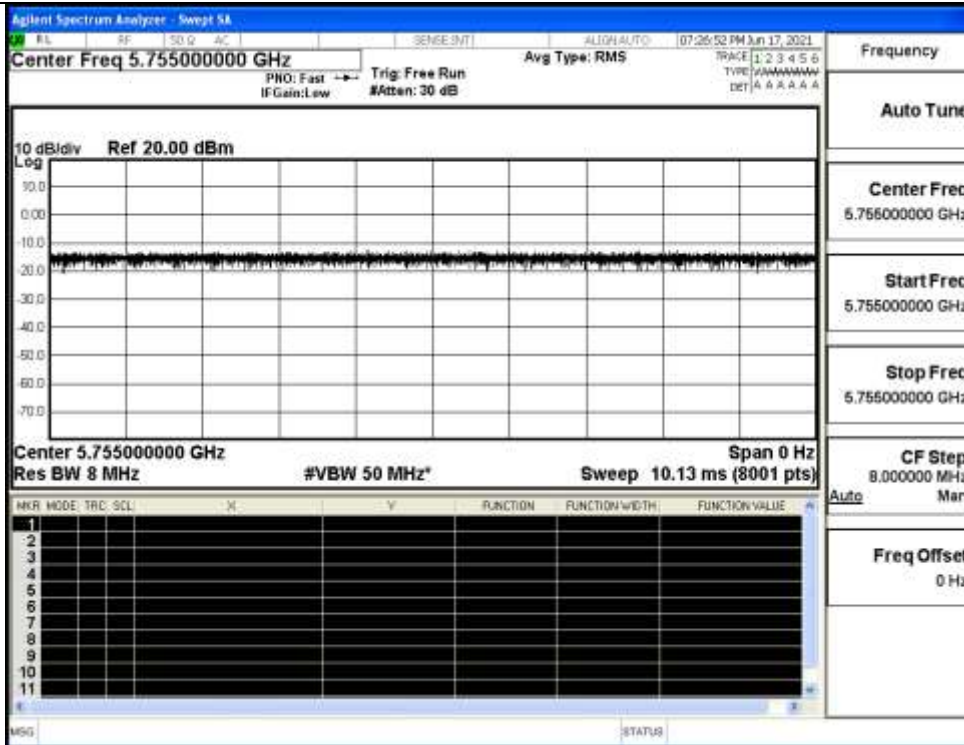 Agilent Spectrum Analyzer - Swept SA
RL RF 50 Ω AC SENSE:INT ALIGN AUTO 07:26:52 PM Jun 17, 2021
Center Freq 5.755000000 GHz
Avg Type: RMS
TRACE 1 2 3 4 5 6
TYPE
DET A A A A A A
PNO: Fast
IFGain:Low
Trig: Free Run
#Atten: 30 dB
10 dB/div Ref 20.00 dBm
Log
10.0
0.00
-10.0
-20.0
-30.0
-40.0
-50.0
-60.0
-70.0
Center 5.755000000 GHz Span 0 Hz
Res BW 8 MHz #VBW 50 MHz* Sweep 10.13 ms (8001 pts)
MKR MODE TRC SCL X Y FUNCTION FUNCTION WIDTH FUNCTION VALUE
1
2
3
4
5
6
7
8
9
10
11
MSG STATUS
Frequency
Auto Tune
Center Freq
5.755000000 GHz
Start Freq
5.755000000 GHz
Stop Freq
5.755000000 GHz
CF Step
8.000000 MHz
Auto Man
Freq Offset
0 Hz